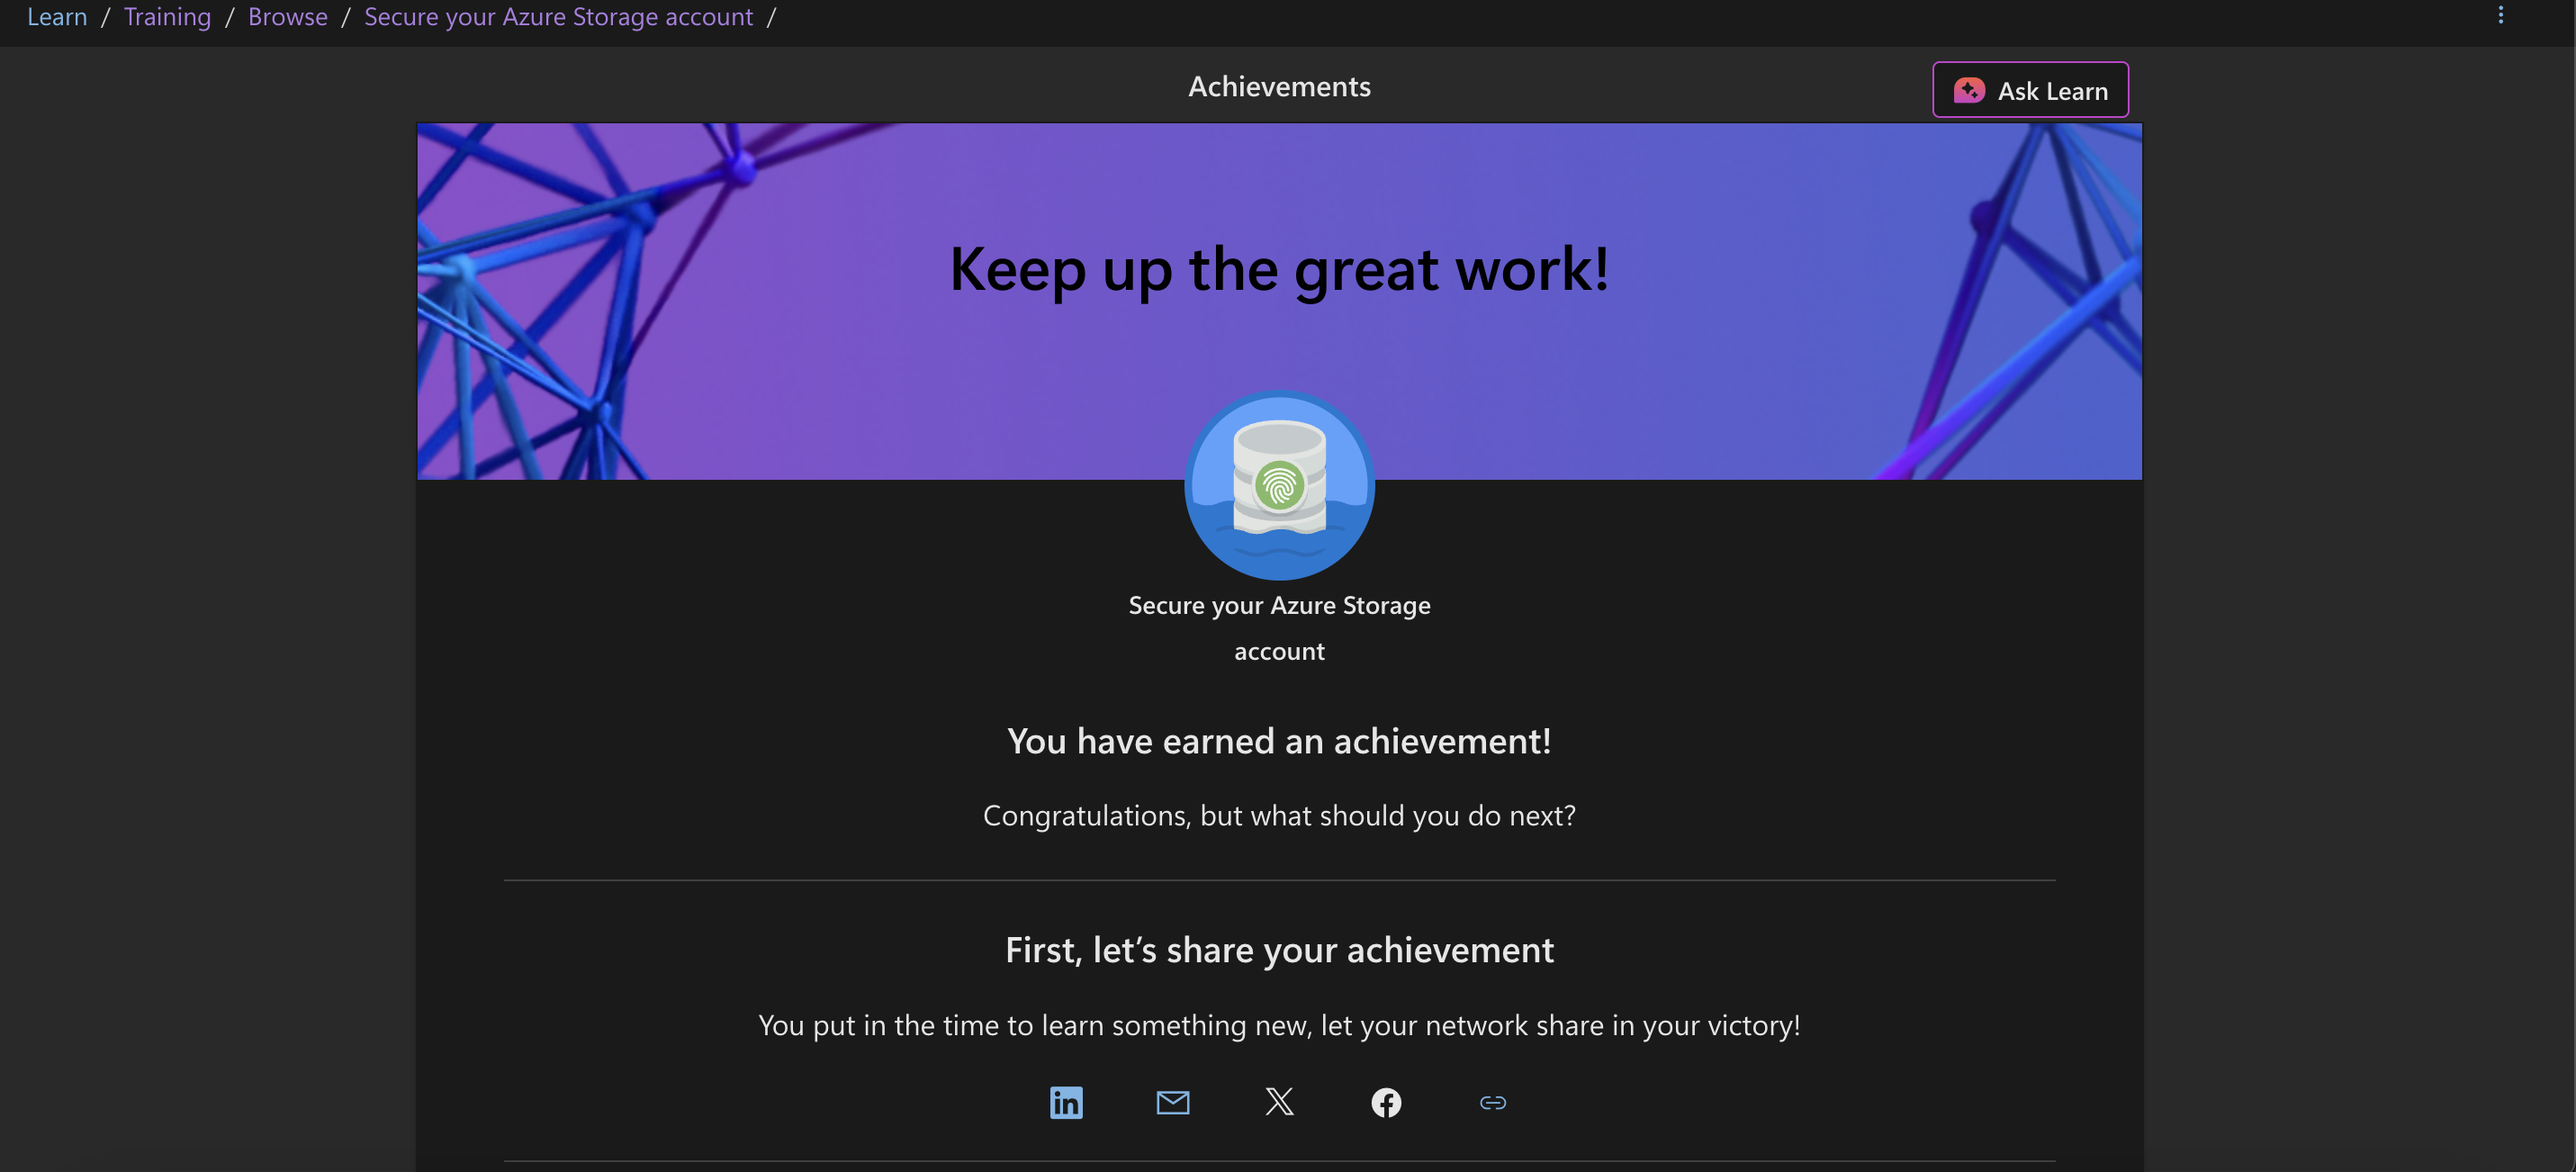 Learn / Training / Browse / Secure your Azure Storage account /
Achievements
Ask Learn
Keep up the great work!
Secure your Azure Storage
account
You have earned an achievement!
Congratulations, but what should you do next?
First, let’s share your achievement
You put in the time to learn something new, let your network share in your victory!